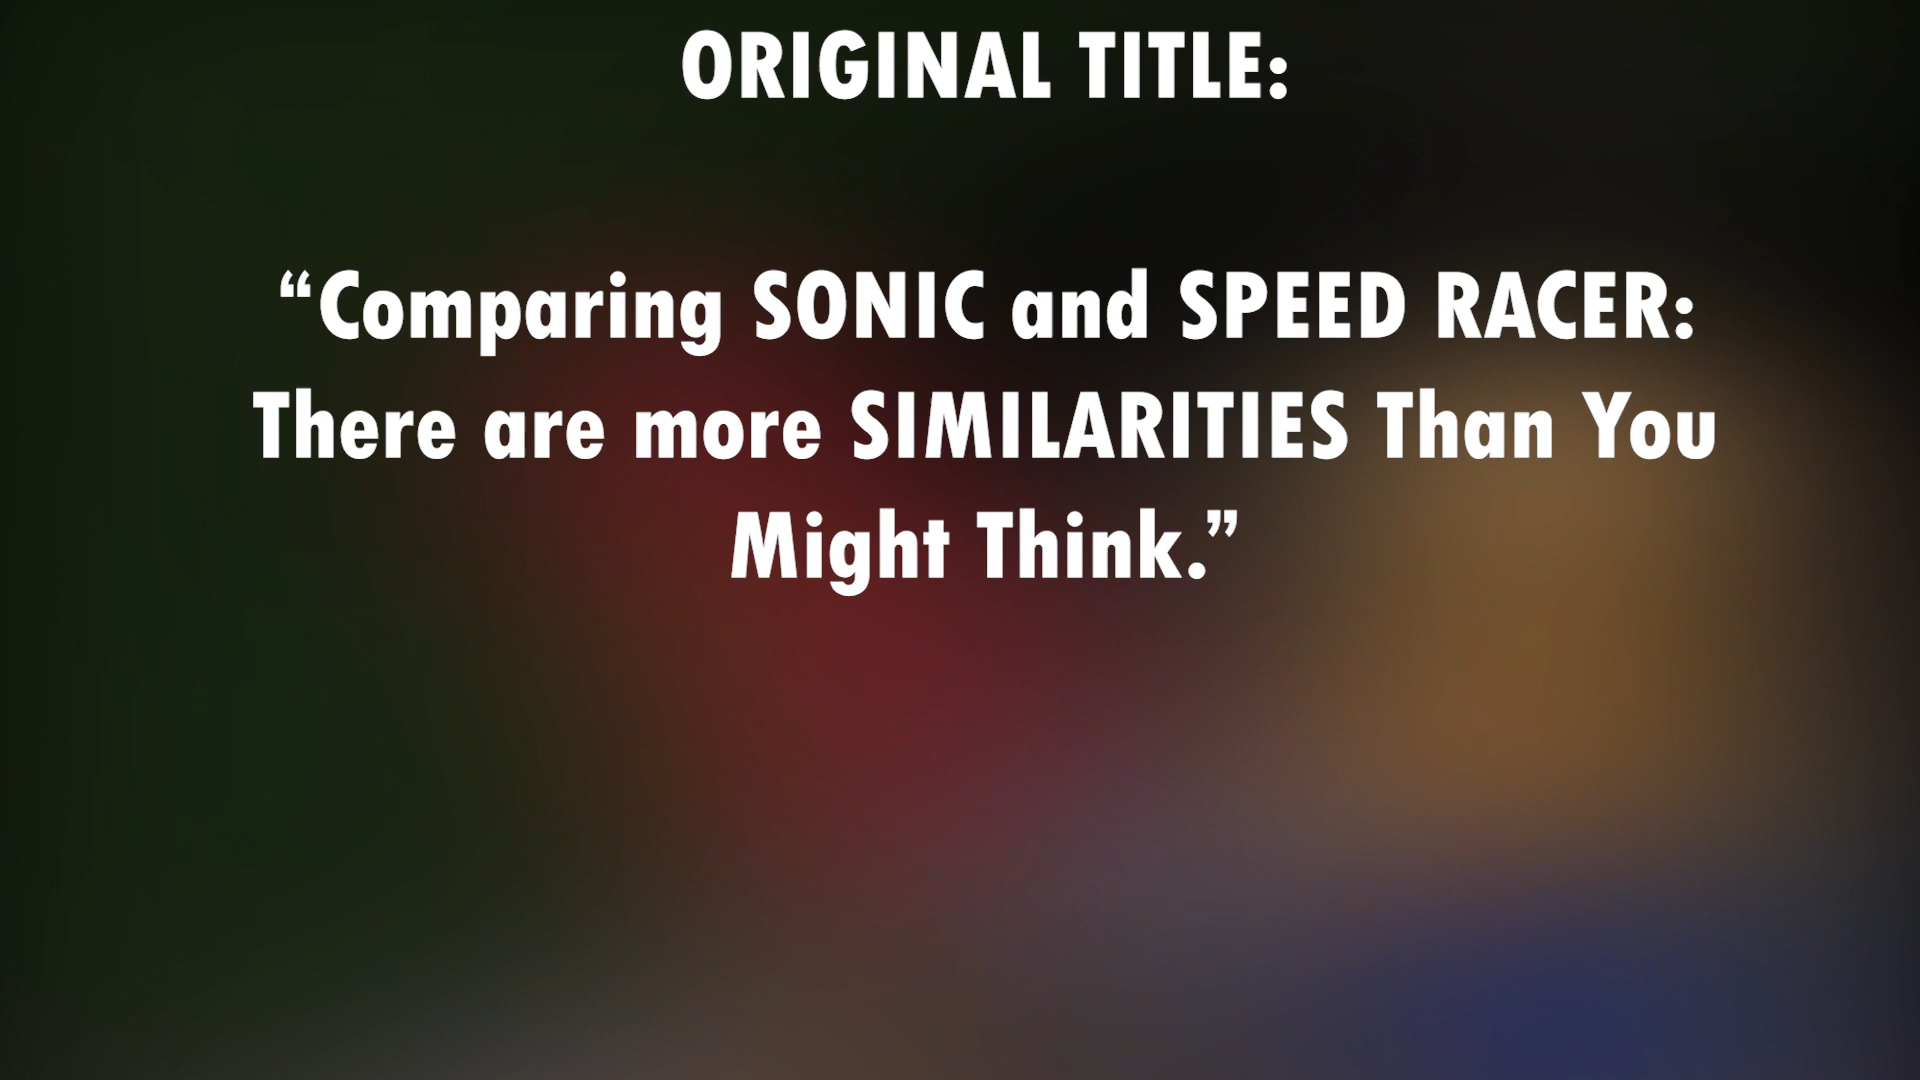 ORIGINAL TITLE:
“Comparing SONIC and SPEED RACER:
There are more SIMILARITIES Than You
Might Think.”